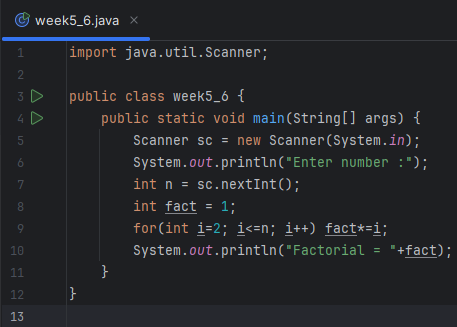 week5_6.java
1 import java.util.Scanner;
2
3 public class week5_6 {
4 public static void main(String[] args) {
5 Scanner sc = new Scanner(System.in);
6 System.out.println("Enter number :");
7 int n = sc.nextInt();
8 int fact = 1;
9 for(int i=2; i<=n; i++) fact*=i;
10 System.out.println("Factorial = "+fact);
11 }
12 }
13